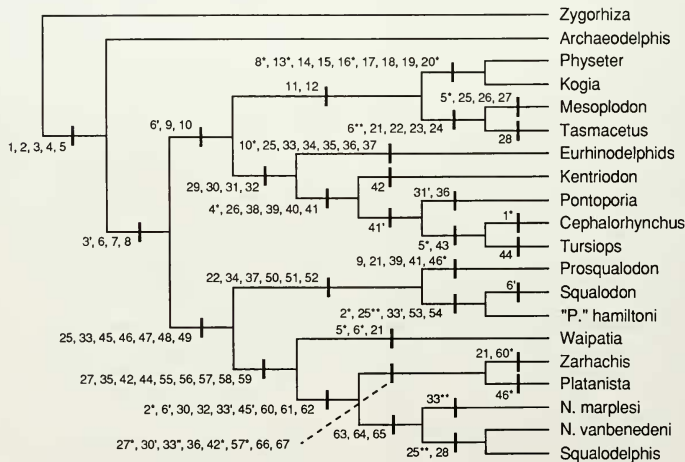 Zygorhiza
Archaeodelphis
Physeter
8*, 13*, 14, 15, 16*, 17, 18, 19, 20*
Kogia
11, 12
5*, 25, 26, 27
Mesoplodon
6**, 21, 22, 23, 24
28
Tasmacetus
6', 9, 10
1, 2, 3, 4, 5
10*, 25, 33, 34, 35, 36, 37
Eurhinodelphids
29, 30, 31, 32
42
Kentriodon
4*, 26, 38, 39, 40, 41
31', 36
Pontoporia
41'
1*
Cephalorhynchus
3', 6, 7, 8
5*, 43
44
Tursiops
9, 21, 39, 41, 46*
Prosqualodon
22, 34, 37, 50, 51, 52
6'
Squalodon
2*, 25**, 33', 53, 54
"P." hamiltoni
25, 33, 45, 46, 47, 48, 49
5*, 6*, 21
Waipatia
27, 35, 42, 44, 55, 56, 57, 58, 59
21, 60*
Zarhachis
46*
Platanista
2*, 6', 30, 32, 33', 45', 60, 61, 62
33**
N. marplesi
63, 64, 65
27*, 30', 33", 36, 42*, 57*, 66, 67
N. vanbenedeni
25**, 28
Squalodelphis